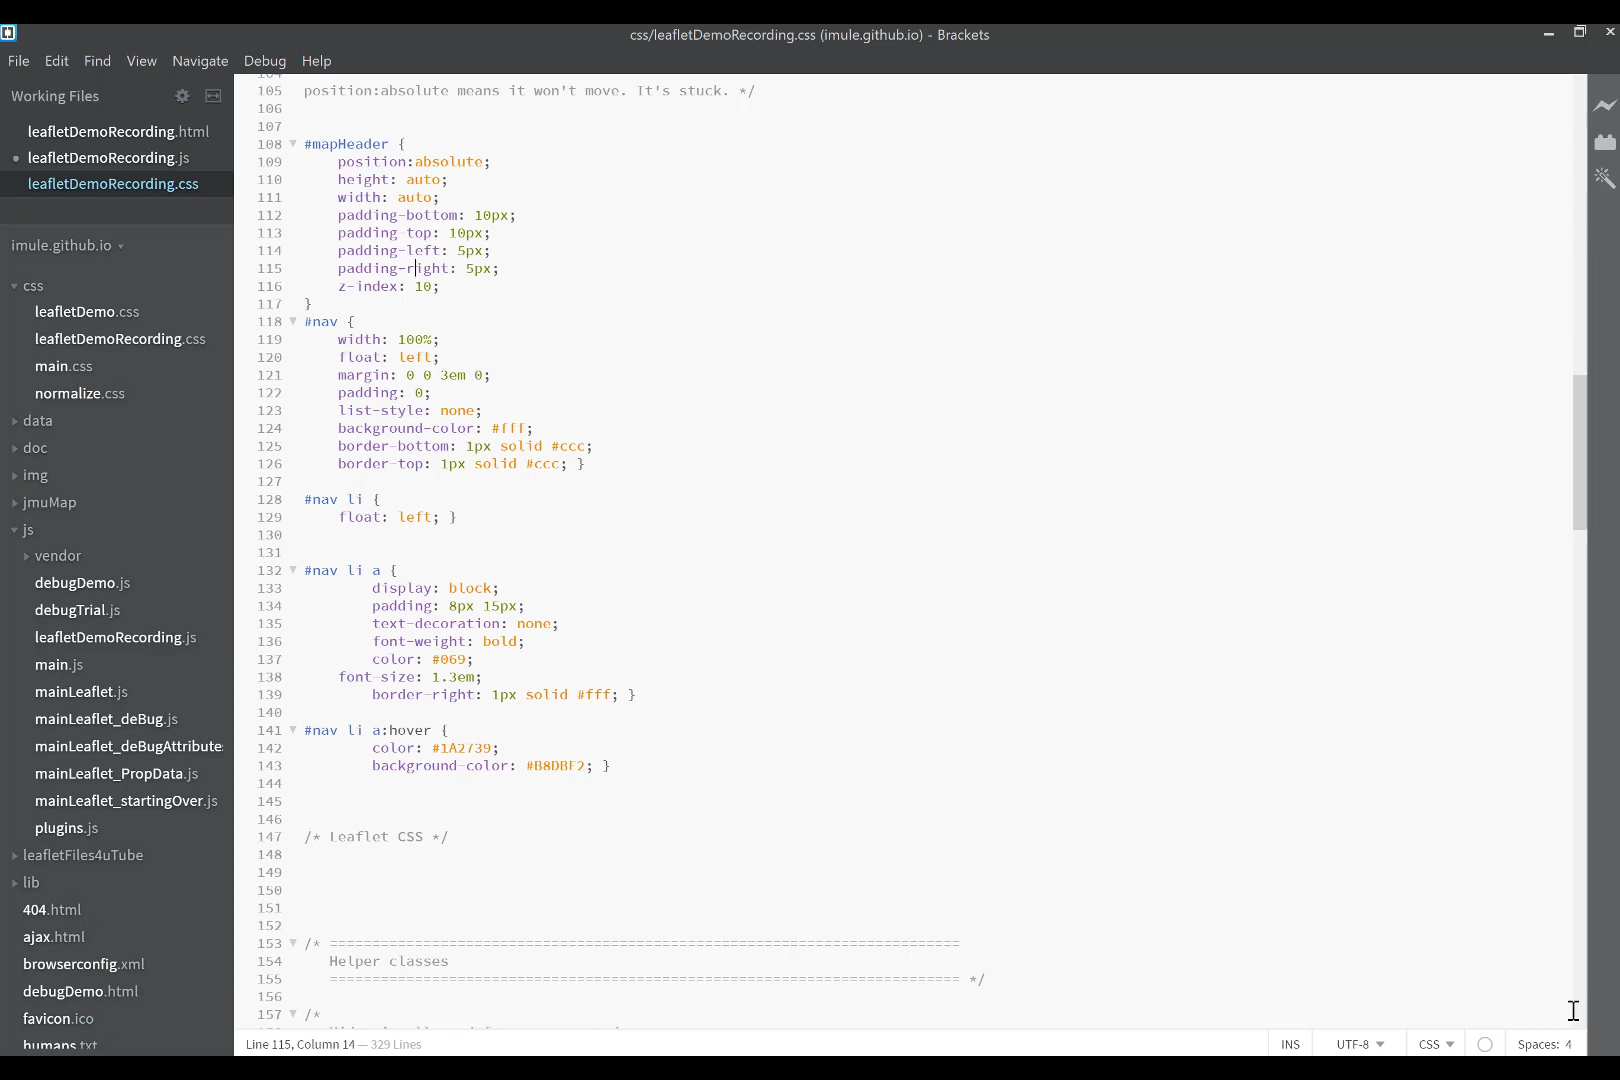 css/leafletDemoRecording.css (imule.github.io) - Brackets
File Edit Find View Navigate Debug Help
Working Files
leafletDemoRecording.html
leafletDemoRecording.js
leafletDemoRecording.css
imule.github.io
css
leafletDemo.css
leafletDemoRecording.css
main.css
normalize.css
data
doc
img
jmuMap
js
vendor
debugDemo.js
debugTrial.js
leafletDemoRecording.js
main.js
mainLeaflet.js
mainLeaflet_deBug.js
mainLeaflet_deBugAttribute
mainLeaflet_PropData.js
mainLeaflet_startingOver.js
plugins.js
leafletFiles4uTube
lib
404.html
ajax.html
browserconfig.xml
debugDemo.html
favicon.ico
humans.txt
104
105 position:absolute means it won't move. It's stuck. */
106
107
108 #mapHeader {
109 position:absolute;
110 height: auto;
111 width: auto;
112 padding-bottom: 10px;
113 padding-top: 10px;
114 padding-left: 5px;
115 padding-right: 5px;
116 z-index: 10;
117 }
118 #nav {
119 width: 100%;
120 float: left;
121 margin: 0 0 3em 0;
122 padding: 0;
123 list-style: none;
124 background-color: #fff;
125 border-bottom: 1px solid #ccc;
126 border-top: 1px solid #ccc; }
127
128 #nav li {
129 float: left; }
130
131
132 #nav li a {
133 display: block;
134 padding: 8px 15px;
135 text-decoration: none;
136 font-weight: bold;
137 color: #069;
138 font-size: 1.3em;
139 border-right: 1px solid #fff; }
140
141 #nav li a:hover {
142 color: #1A2739;
143 background-color: #B8DBF2; }
144
145
146
147 /* Leaflet CSS */
148
149
150
151
152
153 /* ==========================================================================
154 Helper classes
155 ========================================================================== */
156
157 /*
Line 115, Column 14 — 329 Lines
INS UTF-8 CSS Spaces: 4